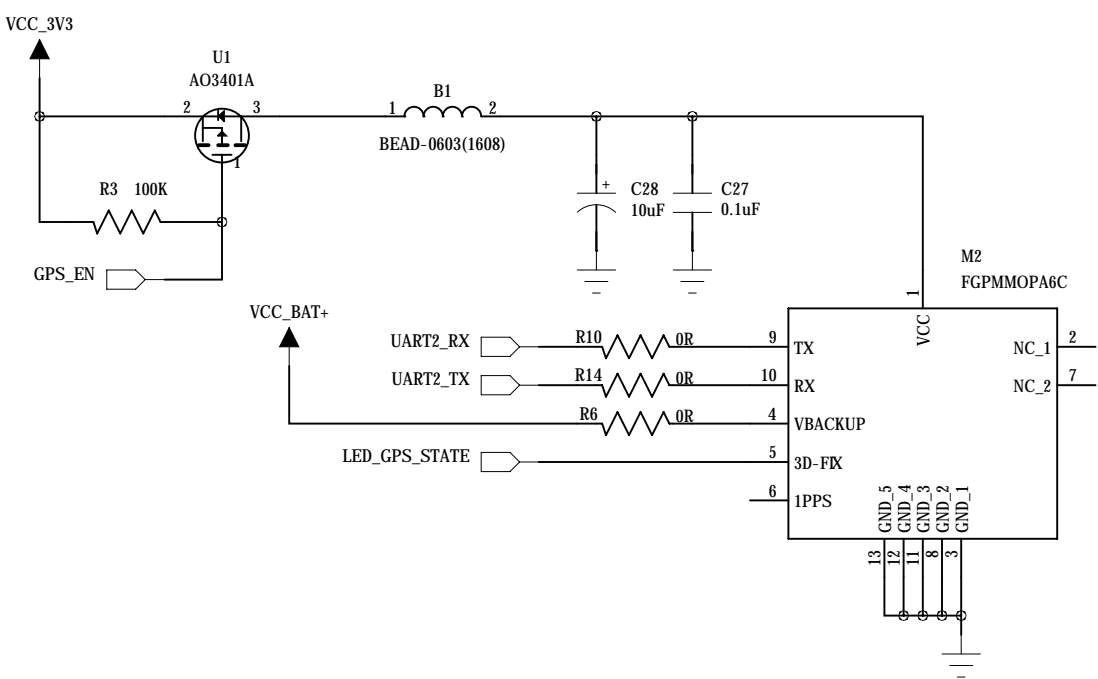 VCC_3V3
U1
AO3401A
2
3
1
B1
1
2
BEAD-0603(1608)
R3 100K
GPS_EN
+
C28
10uF
C27
0.1uF
M2
FGPMMOPA6C
1
VCC
VCC_BAT+
UART2_RX
R10
0R
9
TX
NC_1
2
UART2_TX
R14
0R
10
RX
NC_2
7
R6
0R
4
VBACKUP
LED_GPS_STATE
5
3D-FIX
6
1PPS
GND_5
GND_4
GND_3
GND_2
GND_1
13
12
11
8
3